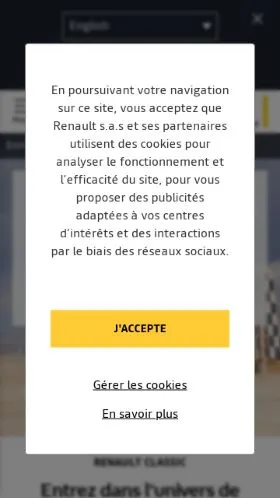 English
En poursuivant votre navigation
sur ce site, vous acceptez que
Renault s.a.s et ses partenaires
utilisent des cookies pour
analyser le fonctionnement et
l'efficacité du site, pour vous
proposer des publicités
adaptées à vos centres
d'intérêts et des interactions
par le biais des réseaux sociaux.
J'ACCEPTE
Gérer les cookies
En savoir plus
RENAULT CLASSIC
Entrez dans l'univers de